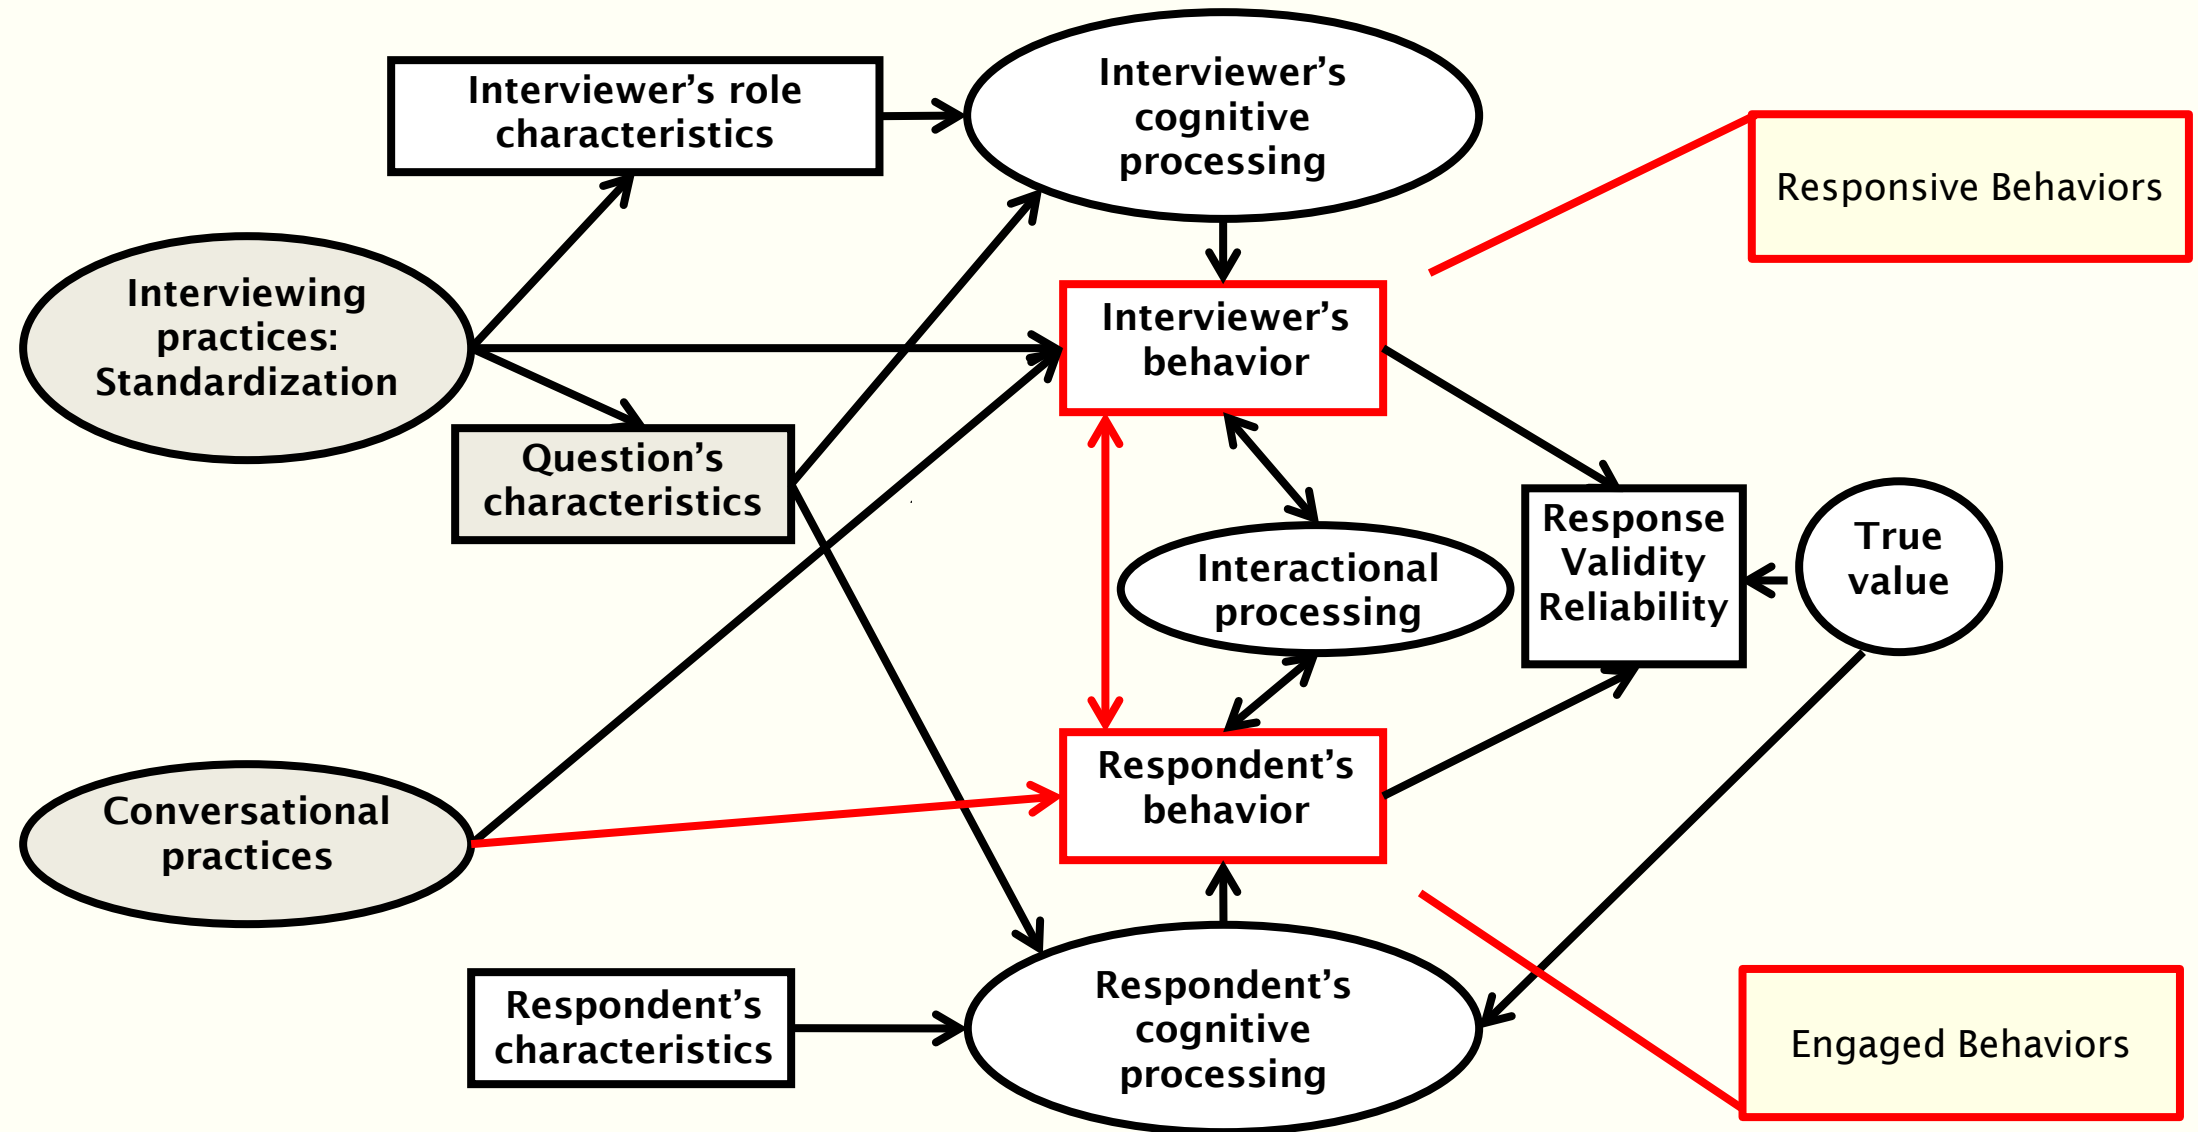 Interviewer’s role
characteristics
Interviewer’s
cognitive
processing
Responsive Behaviors
Interviewing
practices:
Standardization
Interviewer’s
behavior
Question’s
characteristics
Response
Validity
Reliability
True
value
Interactional
processing
Conversational
practices
Respondent’s
behavior
Respondent’s
characteristics
Respondent’s
cognitive
processing
Engaged Behaviors